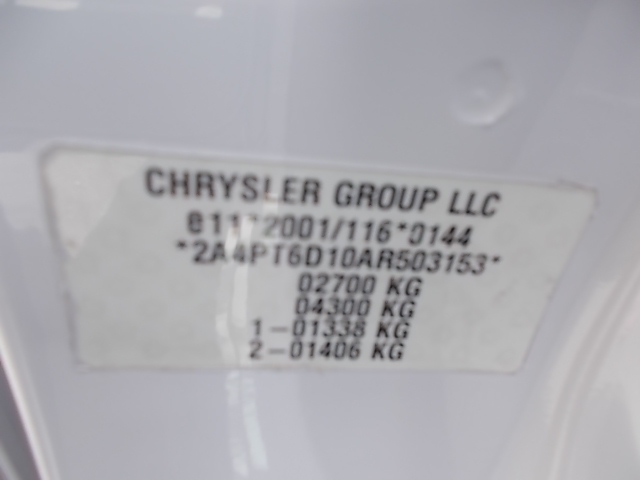 CHRYSLER GROUP LLC
e11*2001/116*0144
*2A4PT6D10AR503153*
02700 KG
04300 KG
1-01338 KG
2-01406 KG